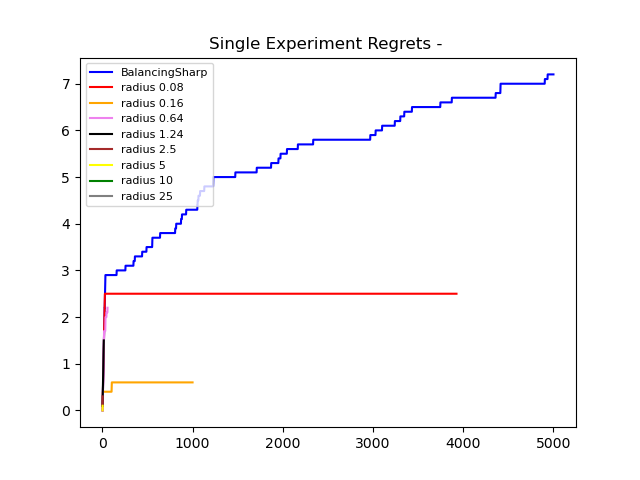 Single Experiment Regrets -
BalancingSharp
radius 0.08
radius 0.16
radius 0.64
radius 1.24
radius 2.5
radius 5
radius 10
radius 25
7
6
5
4
3
2
1
0
0 1000 2000 3000 4000 5000